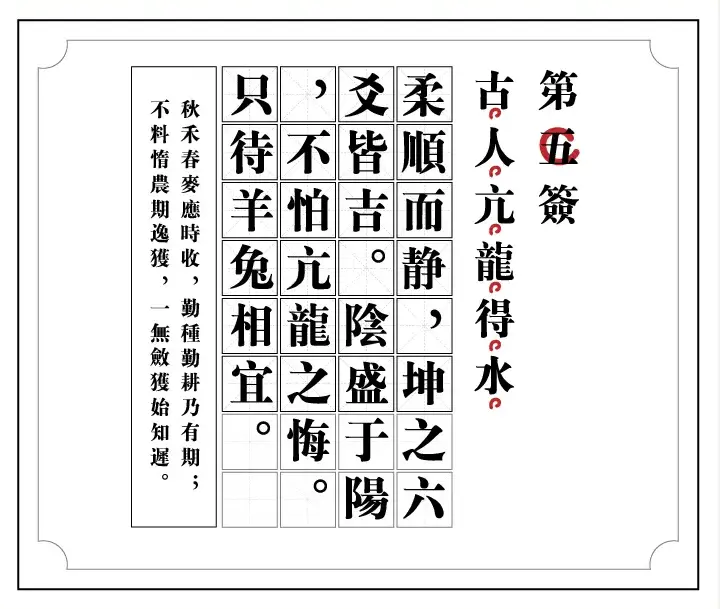 第五簽
古人亢龍得水
柔順而静，坤之六
爻皆吉。陰盛于陽
，不怕亢龍之悔。
只待羊兔相宜。
秋禾春麥應時收，勤種勤耕乃有期；
不料惰農期逸獲，一無斂獲始知遲。